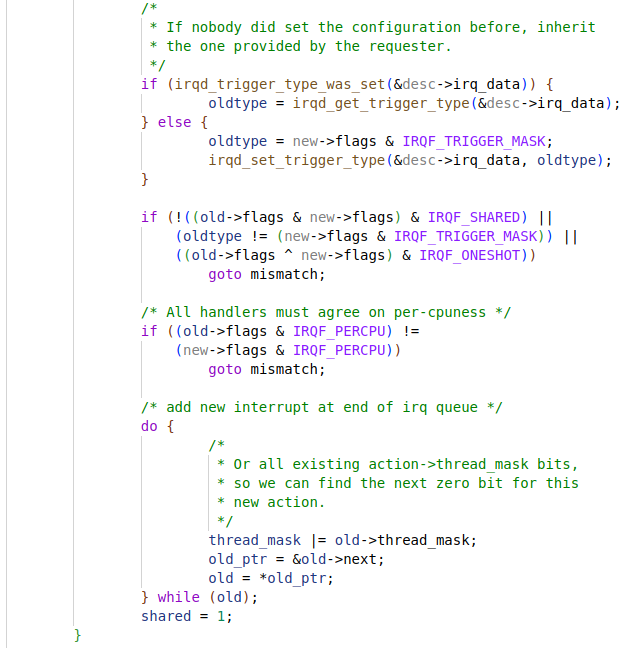 /*
 * If nobody did set the configuration before, inherit
 * the one provided by the requester.
 */
if (irqd_trigger_type_was_set(&desc->irq_data)) {
        oldtype = irqd_get_trigger_type(&desc->irq_data);
} else {
        oldtype = new->flags & IRQF_TRIGGER_MASK;
        irqd_set_trigger_type(&desc->irq_data, oldtype);
}

if (!((old->flags & new->flags) & IRQF_SHARED) ||
    (oldtype != (new->flags & IRQF_TRIGGER_MASK)) ||
    ((old->flags ^ new->flags) & IRQF_ONESHOT))
        goto mismatch;

/* All handlers must agree on per-cpuness */
if ((old->flags & IRQF_PERCPU) !=
    (new->flags & IRQF_PERCPU))
        goto mismatch;

/* add new interrupt at end of irq queue */
do {
        /*
         * Or all existing action->thread_mask bits,
         * so we can find the next zero bit for this
         * new action.
         */
        thread_mask |= old->thread_mask;
        old_ptr = &old->next;
        old = *old_ptr;
} while (old);
shared = 1;
}